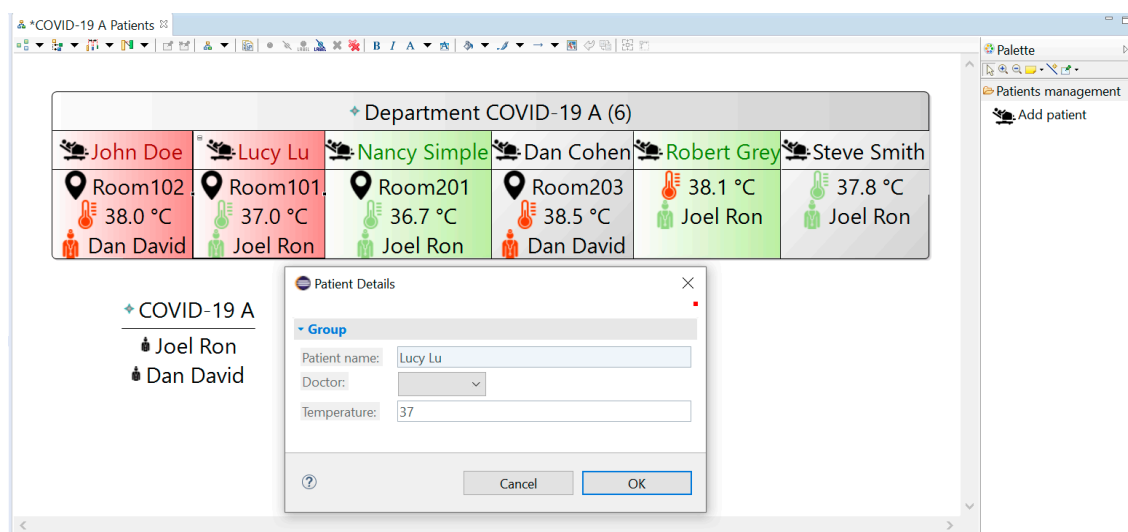 *COVID-19 A Patients
B I A
Palette
Patients management
Add patient
Department COVID-19 A (6)
John Doe Lucy Lu Nancy Simple Dan Cohen Robert Grey Steve Smith
Room102 Room101 Room201 Room203 38.1 °C 37.8 °C
38.0 °C 37.0 °C 36.7 °C 38.5 °C Joel Ron Joel Ron
Dan David Joel Ron Joel Ron Dan David
COVID-19 A
Joel Ron
Dan David
Patient Details
Group
Patient name: Lucy Lu
Doctor:
Temperature: 37
? Cancel OK